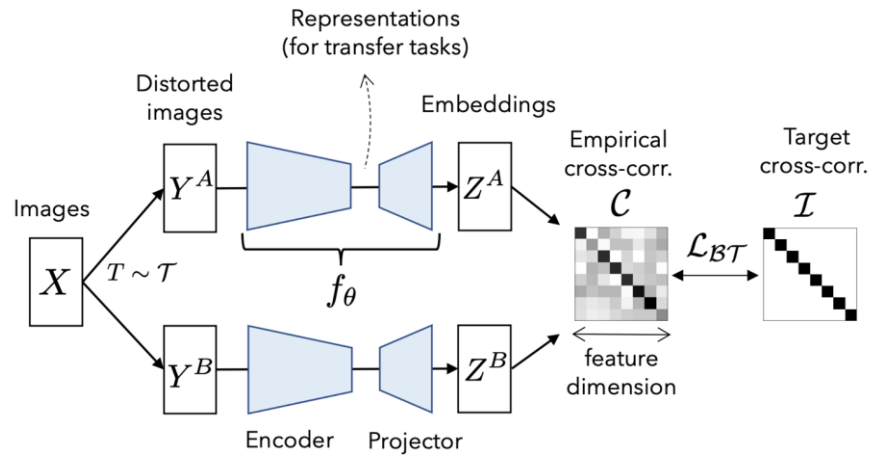 Representations
(for transfer tasks)
Distorted
images
Embeddings
Empirical
cross-corr.
Target
cross-corr.
Images
Y^A
Z^A
C
I
X
T ~ T
f_θ
L_BT
Y^B
Z^B
feature
dimension
Encoder
Projector